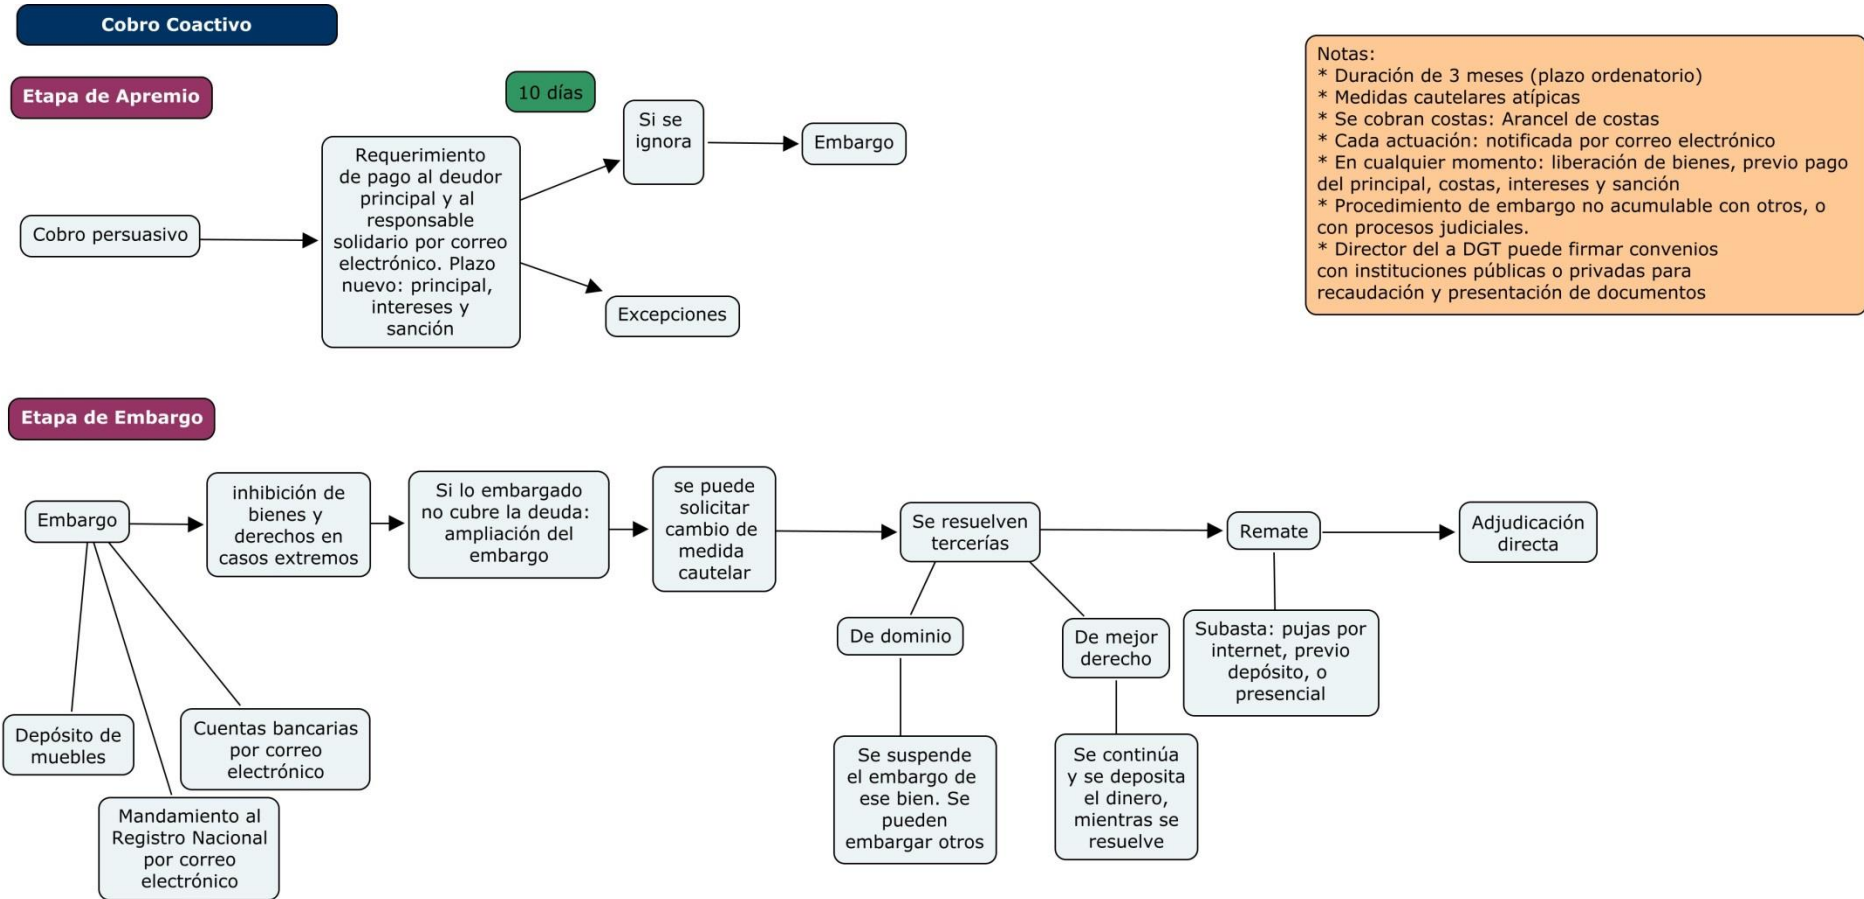 Cobro Coactivo
Etapa de Apremio
10 días
Cobro persuasivo
Requerimiento
de pago al deudor
principal y al
responsable
solidario por correo
electrónico. Plazo
nuevo: principal,
intereses y
sanción
Si se
ignora
Embargo
Excepciones
Notas:
* Duración de 3 meses (plazo ordenatorio)
* Medidas cautelares atípicas
* Se cobran costas: Arancel de costas
* Cada actuación: notificada por correo electrónico
* En cualquier momento: liberación de bienes, previo pago
del principal, costas, intereses y sanción
* Procedimiento de embargo no acumulable con otros, o
con procesos judiciales.
* Director del a DGT puede firmar convenios
con instituciones públicas o privadas para
recaudación y presentación de documentos
Etapa de Embargo
Embargo
inhibición de
bienes y
derechos en
casos extremos
Si lo embargado
no cubre la deuda:
ampliación del
embargo
se puede
solicitar
cambio de
medida
cautelar
Se resuelven
tercerías
Remate
Adjudicación
directa
Depósito de
muebles
Mandamiento al
Registro Nacional
por correo
electrónico
Cuentas bancarias
por correo
electrónico
De dominio
Se suspende
el embargo de
ese bien. Se
pueden
embargar otros
De mejor
derecho
Se continúa
y se deposita
el dinero,
mientras se
resuelve
Subasta: pujas por
internet, previo
depósito, o
presencial